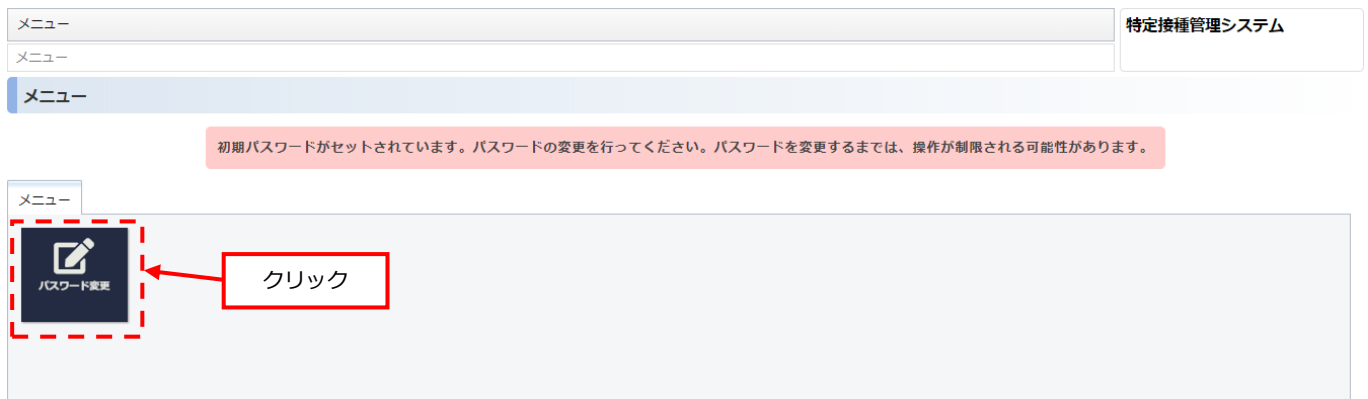 メニュー
特定接種管理システム
メニュー
メニュー
初期パスワードがセットされています。パスワードの変更を行ってください。パスワードを変更するまでは、操作が制限される可能性があります。
メニュー
パスワード変更
クリック